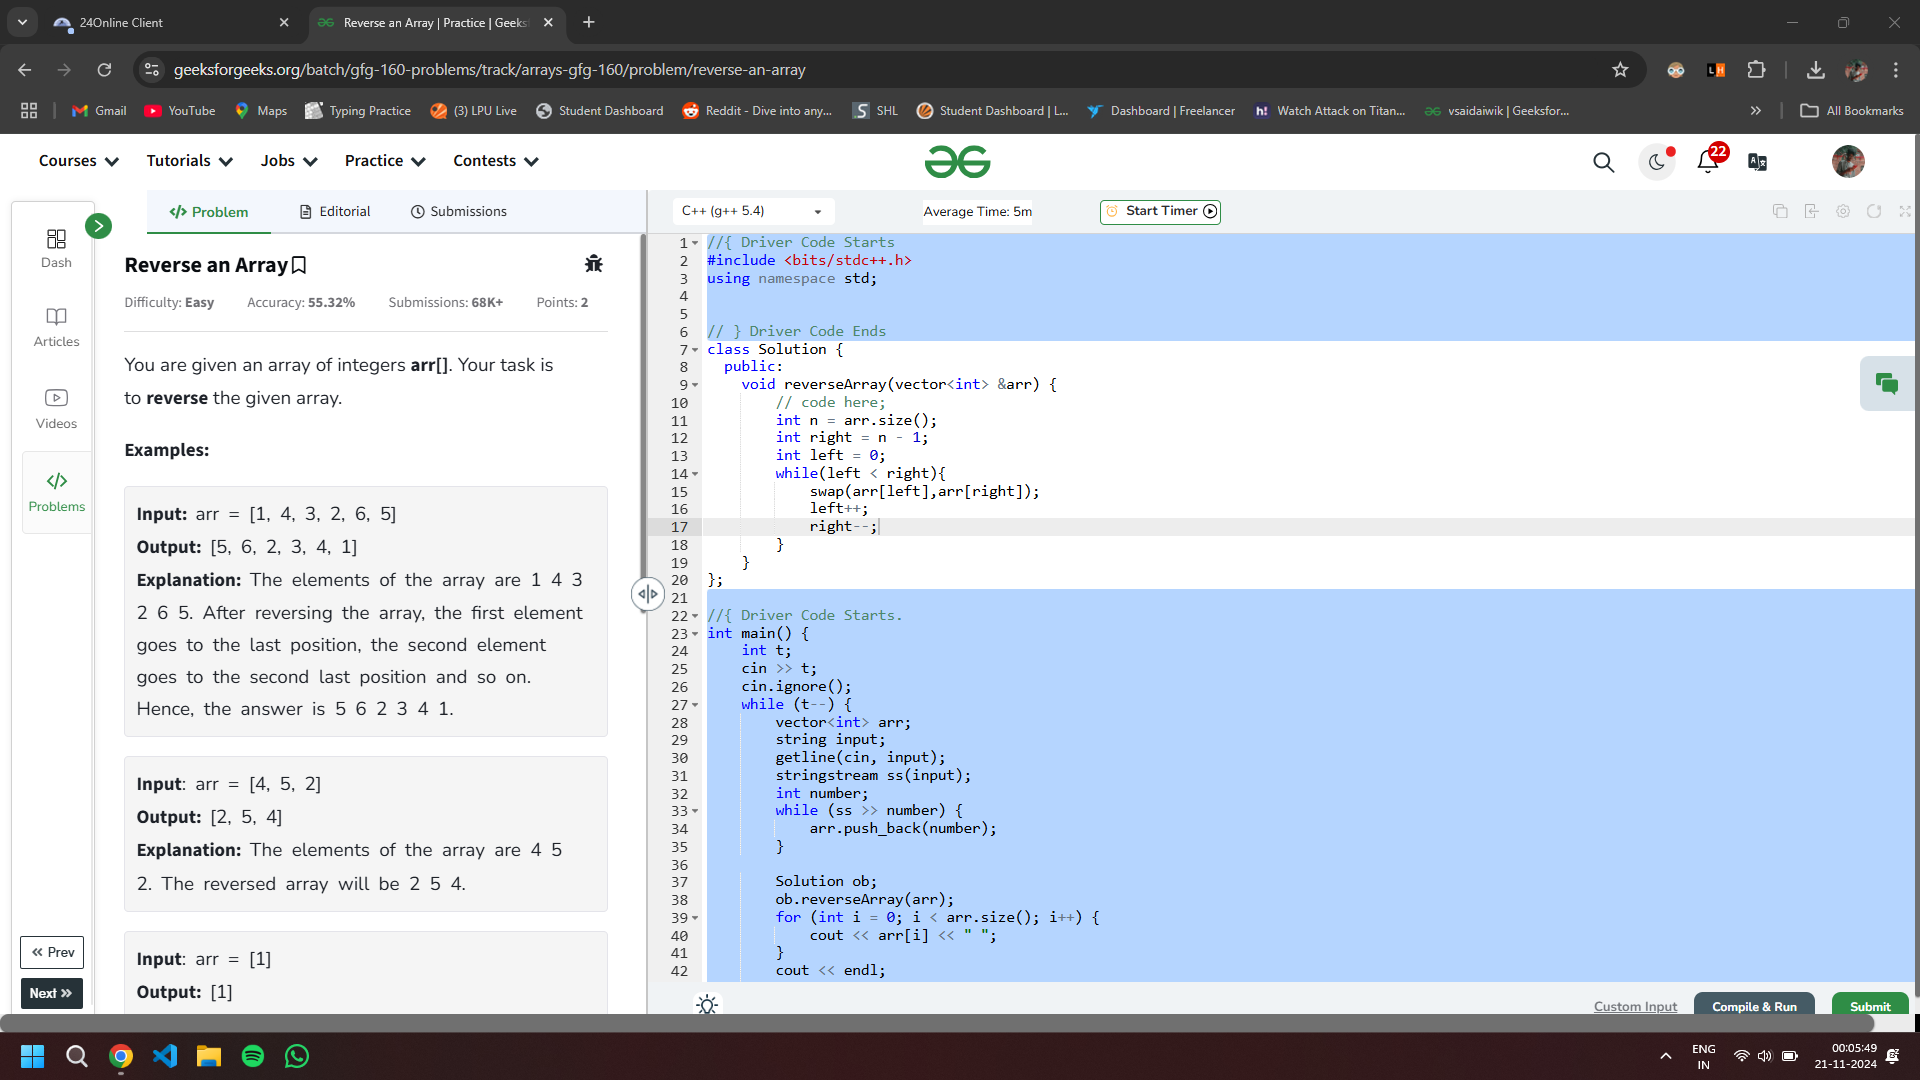 24Online Client
Reverse an Array | Practice | Geeks
geeksforgeeks.org/batch/gfg-160-problems/track/arrays-gfg-160/problem/reverse-an-array
Gmail
YouTube
Maps
Typing Practice
(3) LPU Live
Student Dashboard
Reddit - Dive into any...
SHL
Student Dashboard | L...
Dashboard | Freelancer
h!
Watch Attack on Titan...
vsaidaiwik | Geeksfor...
All Bookmarks
Courses
Tutorials
Jobs
Practice
Contests
22
Problem
Editorial
Submissions
C++ (g++ 5.4)
Average Time: 5m
Start Timer
Dash
Articles
Videos
Problems
Prev
Next
Reverse an Array
Difficulty: Easy Accuracy: 55.32% Submissions: 68K+ Points: 2
You are given an array of integers arr[]. Your task is
to reverse the given array.
Examples:
Input: arr = [1, 4, 3, 2, 6, 5]
Output: [5, 6, 2, 3, 4, 1]
Explanation: The elements of the array are 1 4 3
2 6 5. After reversing the array, the first element
goes to the last position, the second element
goes to the second last position and so on.
Hence, the answer is 5 6 2 3 4 1.
Input: arr = [4, 5, 2]
Output: [2, 5, 4]
Explanation: The elements of the array are 4 5
2. The reversed array will be 2 5 4.
Input: arr = [1]
Output: [1]
1 //{ Driver Code Starts
2 #include <bits/stdc++.h>
3 using namespace std;
4
5
6 // } Driver Code Ends
7 class Solution {
8 public:
9 void reverseArray(vector<int> &arr) {
10 // code here;
11 int n = arr.size();
12 int right = n - 1;
13 int left = 0;
14 while(left < right){
15 swap(arr[left],arr[right]);
16 left++;
17 right--;
18 }
19 }
20 };
21
22 //{ Driver Code Starts.
23 int main() {
24 int t;
25 cin >> t;
26 cin.ignore();
27 while (t--) {
28 vector<int> arr;
29 string input;
30 getline(cin, input);
31 stringstream ss(input);
32 int number;
33 while (ss >> number) {
34 arr.push_back(number);
35 }
36
37 Solution ob;
38 ob.reverseArray(arr);
39 for (int i = 0; i < arr.size(); i++) {
40 cout << arr[i] << " ";
41 }
42 cout << endl;
Custom Input
Compile & Run
Submit
ENG
IN
00:05:49
21-11-2024